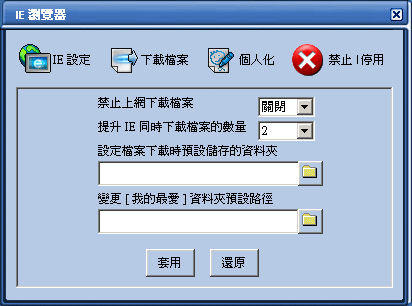 IE 瀏覽器
IE 設定 下載檔案 個人化 禁止!停用
禁止上網下載檔案 關閉
提升 IE 同時下載檔案的數量 2
設定檔案下載時預設儲存的資料夾
變更 [ 我的最愛 ] 資料夾預設路徑
套用 還原